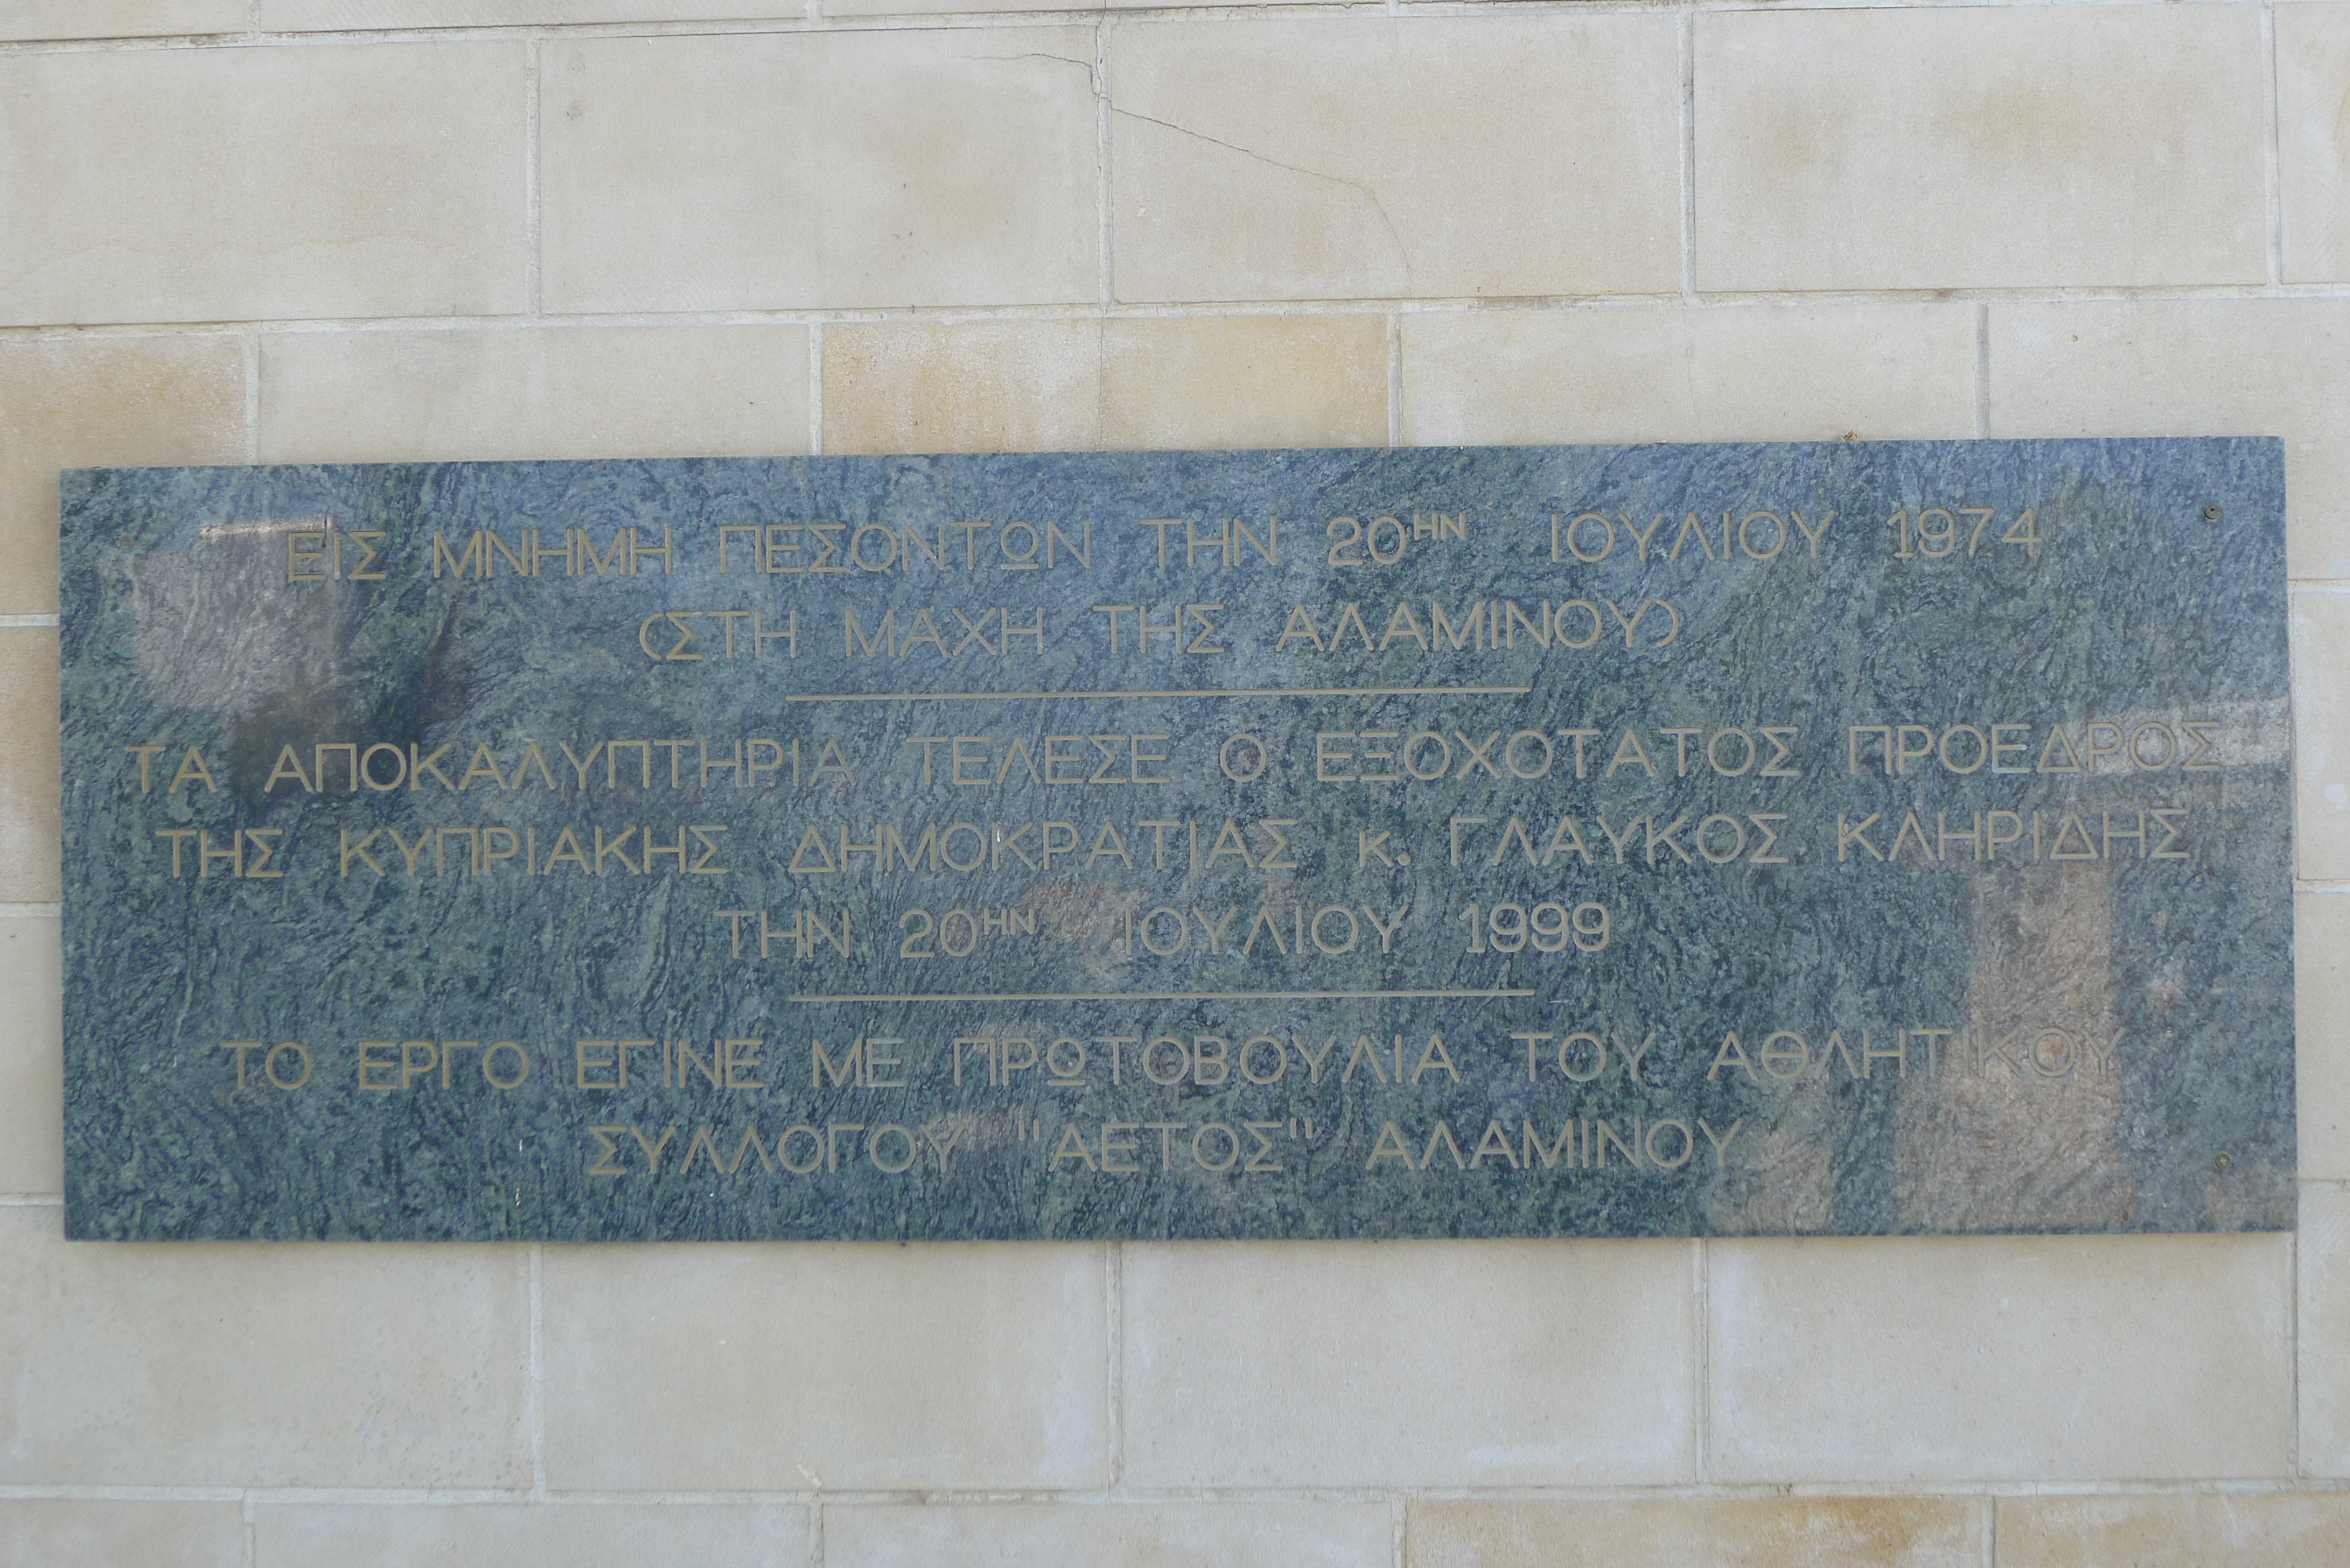 ΕΙΣ ΜΝΗΜΗ ΠΕΣΟΝΤΩΝ ΤΗΝ 20ΗΝ ΙΟΥΛΙΟΥ 1974
(ΣΤΗ ΜΑΧΗ ΤΗΣ ΑΛΑΜΙΝΟΥ)
ΤΑ ΑΠΟΚΑΛΥΠΤΗΡΙΑ ΤΕΛΕΣΕ Ο ΕΞΟΧΟΤΑΤΟΣ ΠΡΟΕΔΡΟΣ
ΤΗΣ ΚΥΠΡΙΑΚΗΣ ΔΗΜΟΚΡΑΤΙΑΣ κ. ΓΛΑΥΚΟΣ ΚΛΗΡΙΔΗΣ
ΤΗΝ 20ΗΝ ΙΟΥΛΙΟΥ 1999
ΤΟ ΕΡΓΟ ΕΓΙΝΕ ΜΕ ΠΡΩΤΟΒΟΥΛΙΑ ΤΟΥ ΑΘΛΗΤΙΚΟΥ
ΣΥΛΛΟΓΟΥ "ΑΕΤΟΣ" ΑΛΑΜΙΝΟΥ